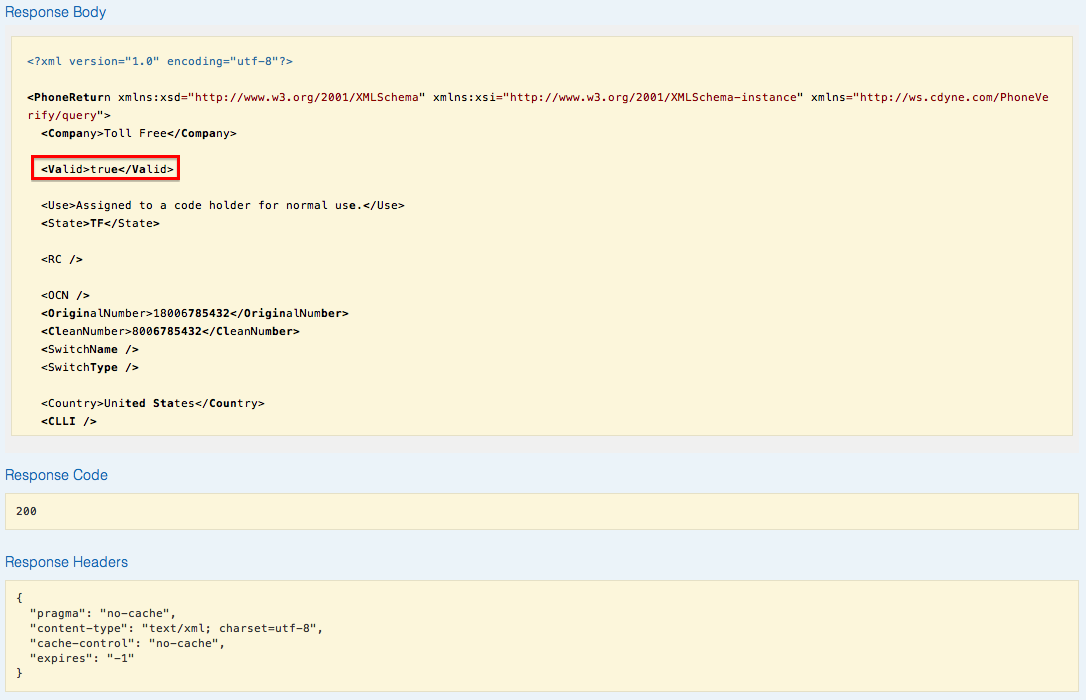 Response Body
<?xml version="1.0" encoding="utf-8"?>
<PhoneReturn xmlns:xsd="http://www.w3.org/2001/XMLSchema" xmlns:xsi="http://www.w3.org/2001/XMLSchema-instance" xmlns="http://ws.cdyne.com/PhoneVe
rify/query">
<Company>Toll Free</Company>
<Valid>true</Valid>
<Use>Assigned to a code holder for normal use.</Use>
<State>TF</State>
<RC />
<OCN />
<OriginalNumber>18006785432</OriginalNumber>
<CleanNumber>8006785432</CleanNumber>
<SwitchName />
<SwitchType />
<Country>United States</Country>
<CLLI />
Response Code
200
Response Headers
{
"pragma": "no-cache",
"content-type": "text/xml; charset=utf-8",
"cache-control": "no-cache",
"expires": "-1"
}